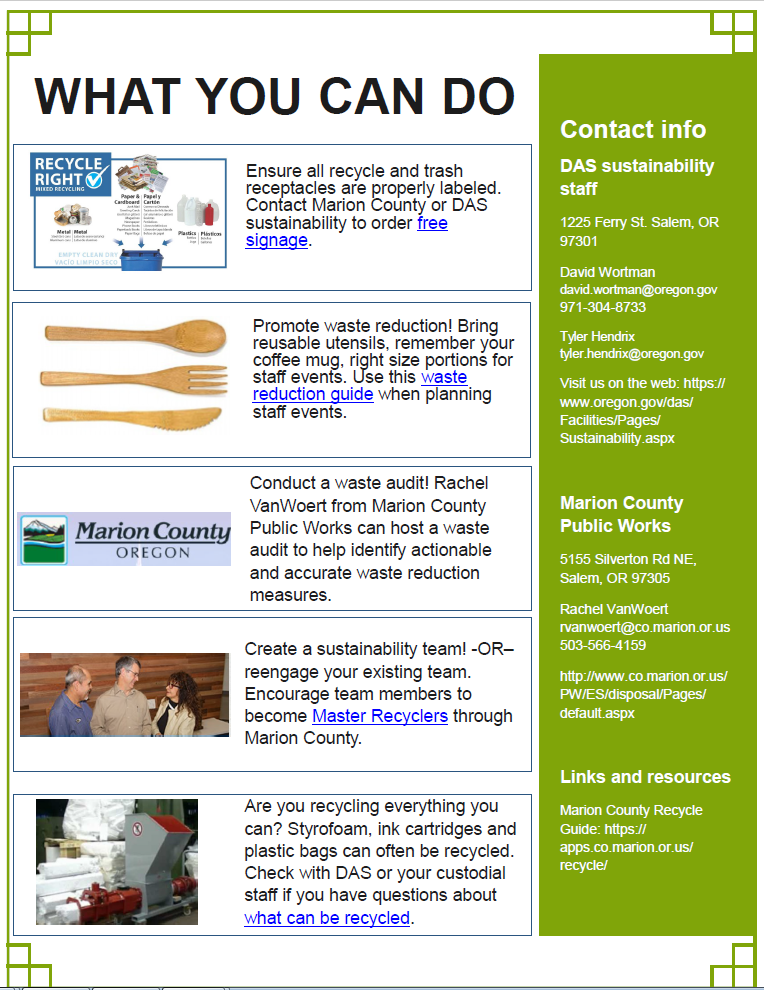 WHAT YOU CAN DO
RECYCLE
RIGHT
MIXED RECYCLING
Paper &
Cardboard
Papel y
Cartón
Metal
Metal
Plastics
Plásticos
EMPTY CLEAN DRY
VACÍO LIMPIO SECO
Ensure all recycle and trash
receptacles are properly labeled.
Contact Marion County or DAS
sustainability to order free
signage.
Promote waste reduction! Bring
reusable utensils, remember your
coffee mug, right size portions for
staff events. Use this waste
reduction guide when planning
staff events.
Marion County
OREGON
Conduct a waste audit! Rachel
VanWoert from Marion County
Public Works can host a waste
audit to help identify actionable
and accurate waste reduction
measures.
Create a sustainability team! -OR–
reengage your existing team.
Encourage team members to
become Master Recyclers through
Marion County.
Are you recycling everything you
can? Styrofoam, ink cartridges and
plastic bags can often be recycled.
Check with DAS or your custodial
staff if you have questions about
what can be recycled.
Contact info
DAS sustainability
staff
1225 Ferry St. Salem, OR
97301
David Wortman
david.wortman@oregon.gov
971-304-8733
Tyler Hendrix
tyler.hendrix@oregon.gov
Visit us on the web: https://
www.oregon.gov/das/
Facilities/Pages/
Sustainability.aspx
Marion County
Public Works
5155 Silverton Rd NE,
Salem, OR 97305
Rachel VanWoert
rvanwoert@co.marion.or.us
503-566-4159
http://www.co.marion.or.us/
PW/ES/disposal/Pages/
default.aspx
Links and resources
Marion County Recycle
Guide: https://
apps.co.marion.or.us/
recycle/